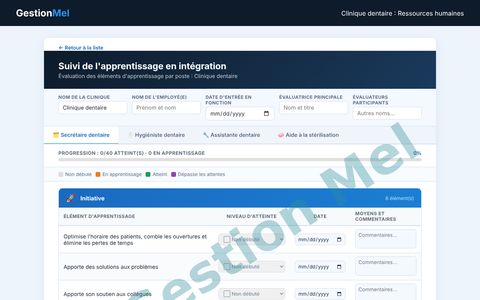 GestionMel
Clinique dentaire : Ressources humaines
← Retour à la liste
Suivi de l'apprentissage en intégration
Évaluation des éléments d'apprentissage par poste : Clinique dentaire
NOM DE LA CLINIQUE
NOM DE L'EMPLOYÉ(E)
DATE D'ENTRÉE EN FONCTION
ÉVALUATRICE PRINCIPALE
ÉVALUATEURS PARTICIPANTS
Clinique dentaire
Prénom et nom
mm/dd/yyyy
Nom et titre
Autres noms...
Secrétaire dentaire
Hygiéniste dentaire
Assistante dentaire
Aide à la stérilisation
PROGRESSION : 0/40 ATTEINT(S) · 0 EN APPRENTISSAGE
0%
Non débuté
En apprentissage
Atteint
Dépasse les attentes
Initiative
8 élément(s)
ÉLÉMENT D'APPRENTISSAGE
NIVEAU D'ATTEINTE
DATE
MOYENS ET COMMENTAIRES
Optimise l'horaire des patients, comble les ouvertures et
élimine les pertes de temps
Non débuté
mm/dd/yyyy
Commentaires...
Apporte des solutions aux problèmes
Non débuté
mm/dd/yyyy
Commentaires...
Apporte son soutien aux collègues
Non débuté
mm/dd/yyyy
Commentaires...
Gestion Mel